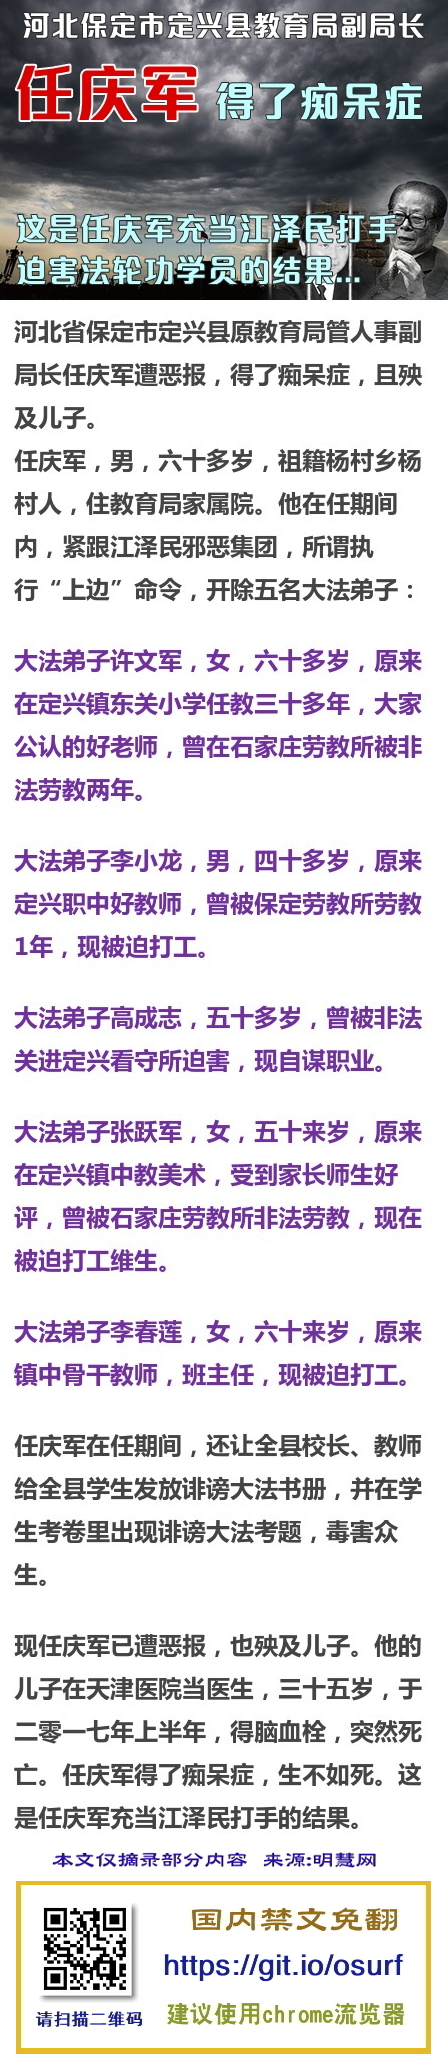 河北保定市定兴县教育局副局长
任庆军 得了痴呆症
这是任庆军充当江泽民打手
迫害法轮功学员的结果...
河北省保定市定兴县原教育局管人事副
局长任庆军遭恶报，得了痴呆症，且殃
及儿子。
任庆军，男，六十多岁，祖籍杨村乡杨
村人，住教育局家属院。他在任期间
内，紧跟江泽民邪恶集团，所谓执
行“上边”命令，开除五名大法弟子：
大法弟子许文军，女，六十多岁，原来
在定兴镇东关小学任教三十多年，大家
公认的好老师，曾在石家庄劳教所被非
法劳教两年。
大法弟子李小龙，男，四十多岁，原来
定兴职中好教师，曾被保定劳教所劳教
1年，现被迫打工。
大法弟子高成志，五十多岁，曾被非法
关进定兴看守所迫害，现自谋职业。
大法弟子张跃军，女，五十来岁，原来
在定兴镇中教美术，受到家长师生好
评，曾被石家庄劳教所非法劳教，现在
被迫打工维生。
大法弟子李春莲，女，六十来岁，原来
镇中骨干教师，班主任，现被迫打工。
任庆军在任期间，还让全县校长、教师
给全县学生发放诽谤大法书册，并在学
生考卷里出现诽谤大法考题，毒害众
生。
现任庆军已遭恶报，也殃及儿子。他的
儿子在天津医院当医生，三十五岁，于
二零一七年上半年，得脑血栓，突然死
亡。任庆军得了痴呆症，生不如死。这
是任庆军充当江泽民打手的结果。
本文仅摘录部分内容 来源:明慧网
国内禁文免翻
https://git.io/osurf
请扫描二维码
建议使用chrome流览器